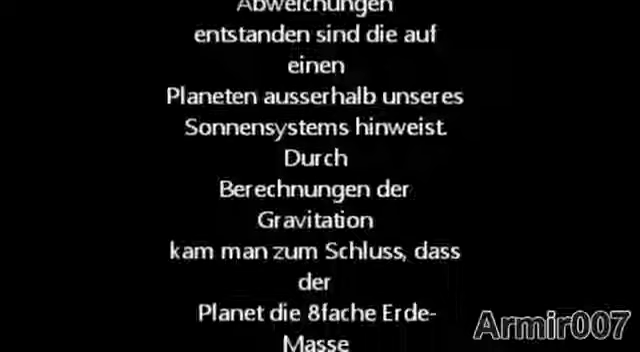 Abweichungen
entstanden sind die auf
einen
Planeten ausserhalb unseres
Sonnensystems hinweist.
Durch
Berechnungen der
Gravitation
kam man zum Schluss, dass
der
Planet die 8fache Erde-
Masse
Armir007